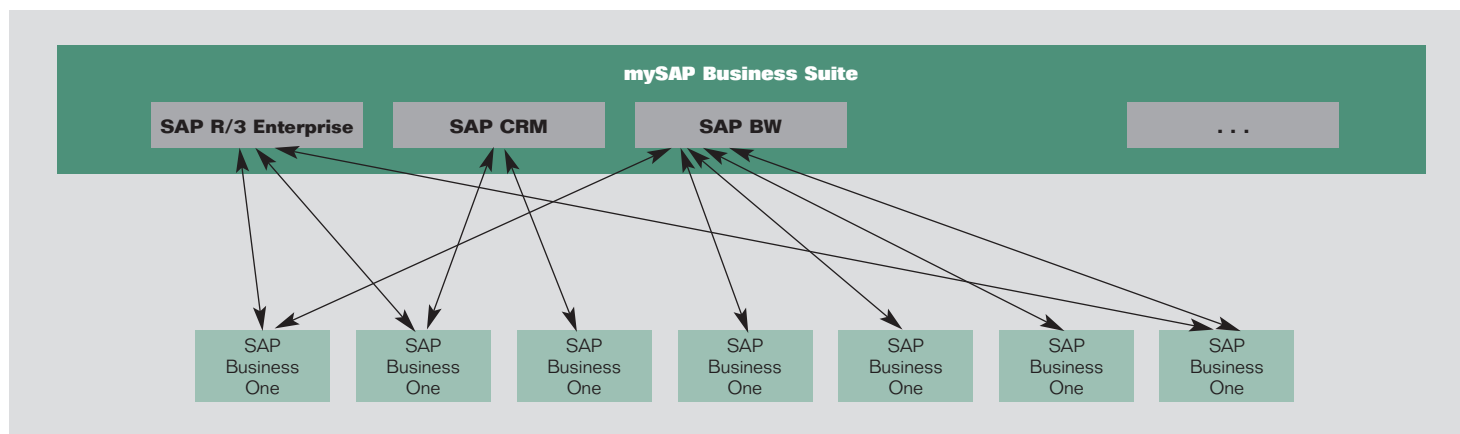 mySAP Business Suite
SAP R/3 Enterprise
SAP CRM
SAP BW
. . .
SAP
Business
One
SAP
Business
One
SAP
Business
One
SAP
Business
One
SAP
Business
One
SAP
Business
One
SAP
Business
One